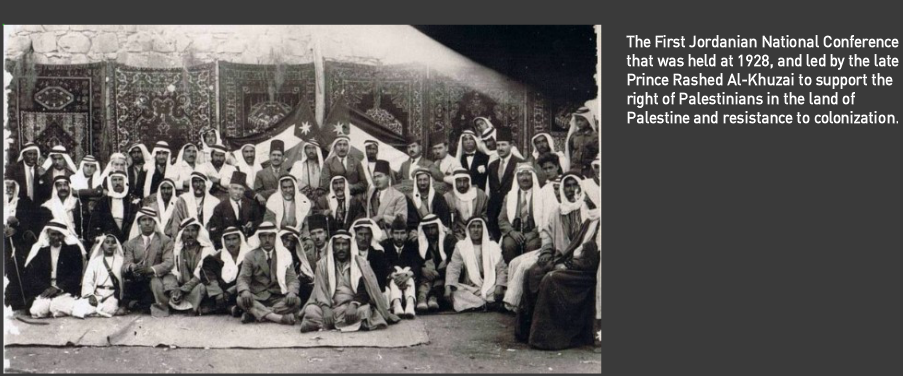 The First Jordanian National Conference
that was held at 1928, and led by the late
Prince Rashed Al-Khuzai to support the
right of Palestinians in the land of
Palestine and resistance to colonization.